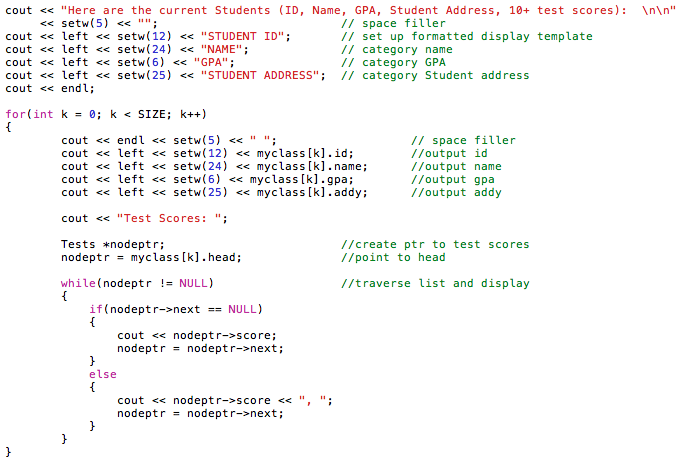 cout << "Here are the current Students (ID, Name, GPA, Student Address, 10+ test scores):  \n\n"
     << setw(5) << "";                          // space filler
cout << left << setw(12) << "STUDENT ID";       // set up formatted display template
cout << left << setw(24) << "NAME";             // category name
cout << left << setw(6) << "GPA";               // category GPA
cout << left << setw(25) << "STUDENT ADDRESS";  // category Student address
cout << endl;

for(int k = 0; k < SIZE; k++)
{
        cout << endl << setw(5) << " ";                   // space filler
        cout << left << setw(12) << myclass[k].id;        //output id
        cout << left << setw(24) << myclass[k].name;      //output name
        cout << left << setw(6) << myclass[k].gpa;        //output gpa
        cout << left << setw(25) << myclass[k].addy;      //output addy

        cout << "Test Scores: ";

        Tests *nodeptr;                         //create ptr to test scores
        nodeptr = myclass[k].head;              //point to head

        while(nodeptr != NULL)                  //traverse list and display
        {
            if(nodeptr->next == NULL)
            {
                cout << nodeptr->score;
                nodeptr = nodeptr->next;
            }
            else
            {
                cout << nodeptr->score << ", ";
                nodeptr = nodeptr->next;
            }
        }
}